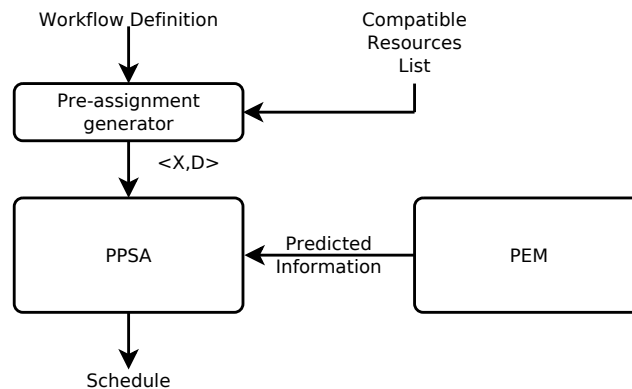 Workflow Definition
Compatible
Resources
List
Pre-assignment
generator
<X,D>
PPSA
Predicted
Information
PEM
Schedule